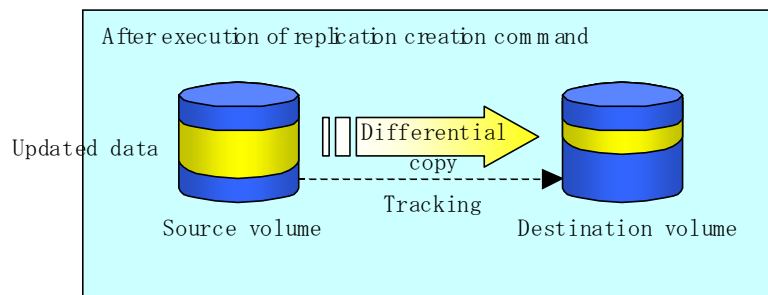 After execution of replication creation command
Updated data
Differential
copy
Tracking
Source volume
Destination volume